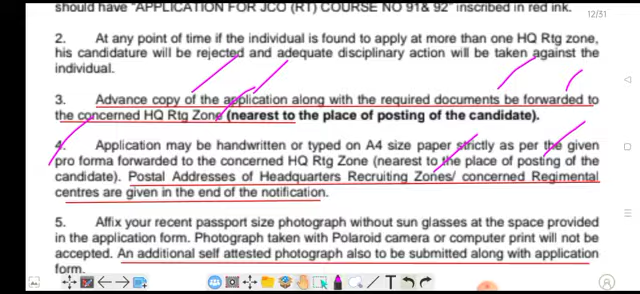 should have "APPLICATION FOR JCO (RT) COURSE NO 91& 92" inscribed in red ink.
12/31
2. At any point of time if the individual is found to apply at more than one HQ Rtg zone,
his candidature will be rejected and adequate disciplinary action will be taken against the
individual.
3. Advance copy of the application along with the required documents be forwarded to
the concerned HQ Rtg Zone (nearest to the place of posting of the candidate).
4. Application may be handwritten or typed on A4 size paper strictly as per the given
pro forma forwarded to the concerned HQ Rtg Zone (nearest to the place of posting of the
candidate). Postal Addresses of Headquarters Recruiting Zones/ concerned Regimental
centres are given in the end of the notification.
5. Affix your recent passport size photograph without sun glasses at the space provided
in the application form. Photograph taken with Polaroid camera or computer print will not be
accepted. An additional self attested photograph also to be submitted along with application
form.
T